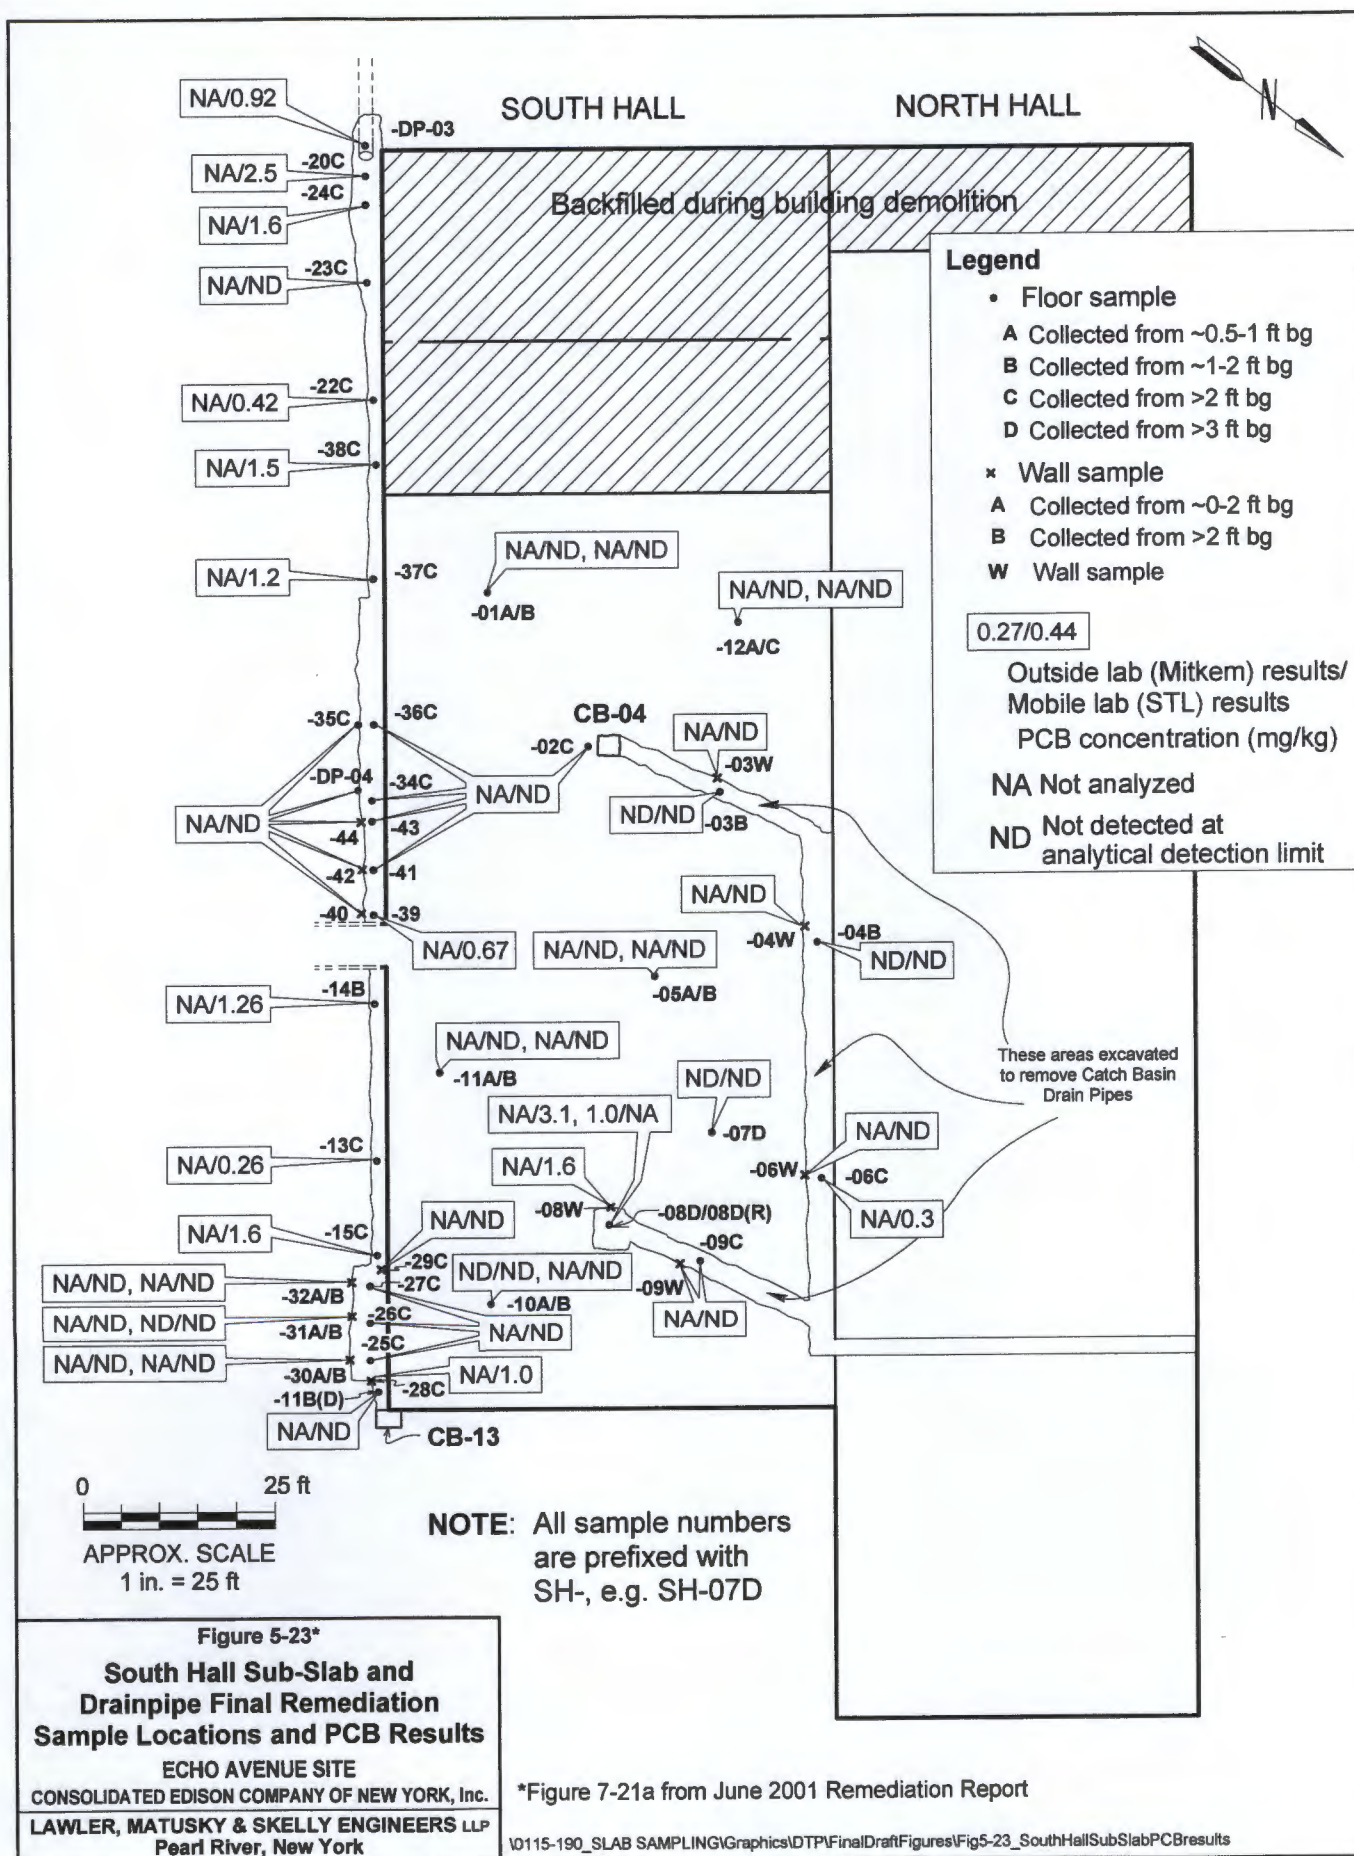 SOUTH HALL
NORTH HALL
N
Backfilled during building demolition
NA/0.92
-DP-03
-20C
NA/2.5
-24C
NA/1.6
-23C
NA/ND
-22C
NA/0.42
-38C
NA/1.5
-37C
NA/1.2
NA/ND, NA/ND
-01A/B
NA/ND, NA/ND
-12A/C
Legend
Floor sample
A Collected from ~0.5-1 ft bg
B Collected from ~1-2 ft bg
C Collected from >2 ft bg
D Collected from >3 ft bg
Wall sample
A Collected from ~0-2 ft bg
B Collected from >2 ft bg
W Wall sample
0.27/0.44
Outside lab (Mitkem) results/
Mobile lab (STL) results
PCB concentration (mg/kg)
NA Not analyzed
ND Not detected at
analytical detection limit
-35C
-36C
CB-04
-02C
NA/ND
-03W
-DP-04
-34C
NA/ND
ND/ND
-03B
NA/ND
-44
-43
-42
-41
-40
-39
NA/0.67
NA/ND
-04W
-04B
ND/ND
NA/ND, NA/ND
-05A/B
-14B
NA/1.26
NA/ND, NA/ND
-11A/B
ND/ND
-07D
These areas excavated
to remove Catch Basin
Drain Pipes
NA/3.1, 1.0/NA
NA/ND
-13C
NA/0.26
NA/1.6
-06W
-06C
-08W
-08D/08D(R)
NA/0.3
NA/ND
NA/1.6
-15C
-29C
-09C
NA/ND, NA/ND
-32A/B
-27C
ND/ND, NA/ND
-10A/B
-09W
NA/ND
NA/ND, ND/ND
-31A/B
-26C
NA/ND
-25C
NA/ND, NA/ND
-30A/B
NA/1.0
-28C
-11B(D)
NA/ND
CB-13
0
25 ft
APPROX. SCALE
1 in. = 25 ft
NOTE: All sample numbers
are prefixed with
SH-, e.g. SH-07D
Figure 5-23*
South Hall Sub-Slab and
Drainpipe Final Remediation
Sample Locations and PCB Results
ECHO AVENUE SITE
CONSOLIDATED EDISON COMPANY OF NEW YORK, Inc.
LAWLER, MATUSKY & SKELLY ENGINEERS LLP
Pearl River, New York
*Figure 7-21a from June 2001 Remediation Report
\0115-190_SLAB SAMPLING\Graphics\DTP\FinalDraftFigures\Fig5-23_SouthHallSubSlabPCBresults